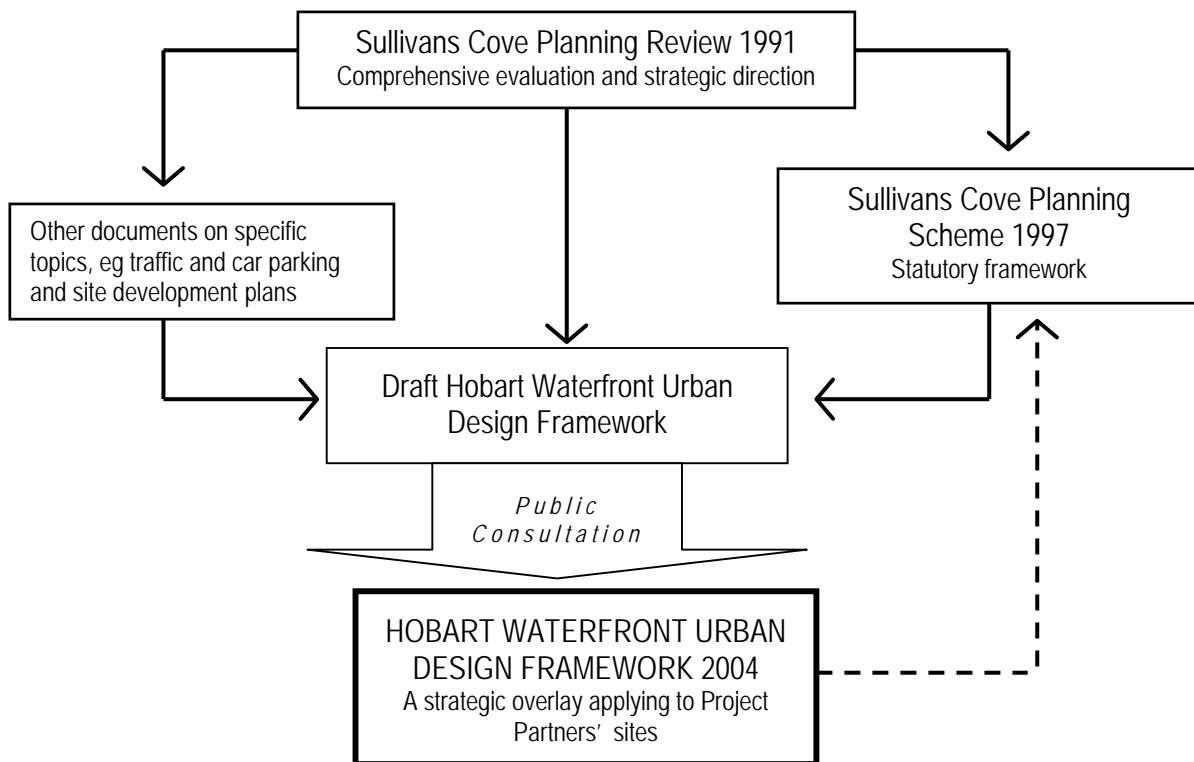 Sullivans Cove Planning Review 1991
Comprehensive evaluation and strategic direction
Other documents on specific
topics, eg traffic and car parking
and site development plans
Sullivans Cove Planning
Scheme 1997
Statutory framework
Draft Hobart Waterfront Urban
Design Framework
Public
Consultation
HOBART WATERFRONT URBAN
DESIGN FRAMEWORK 2004
A strategic overlay applying to Project
Partners’ sites